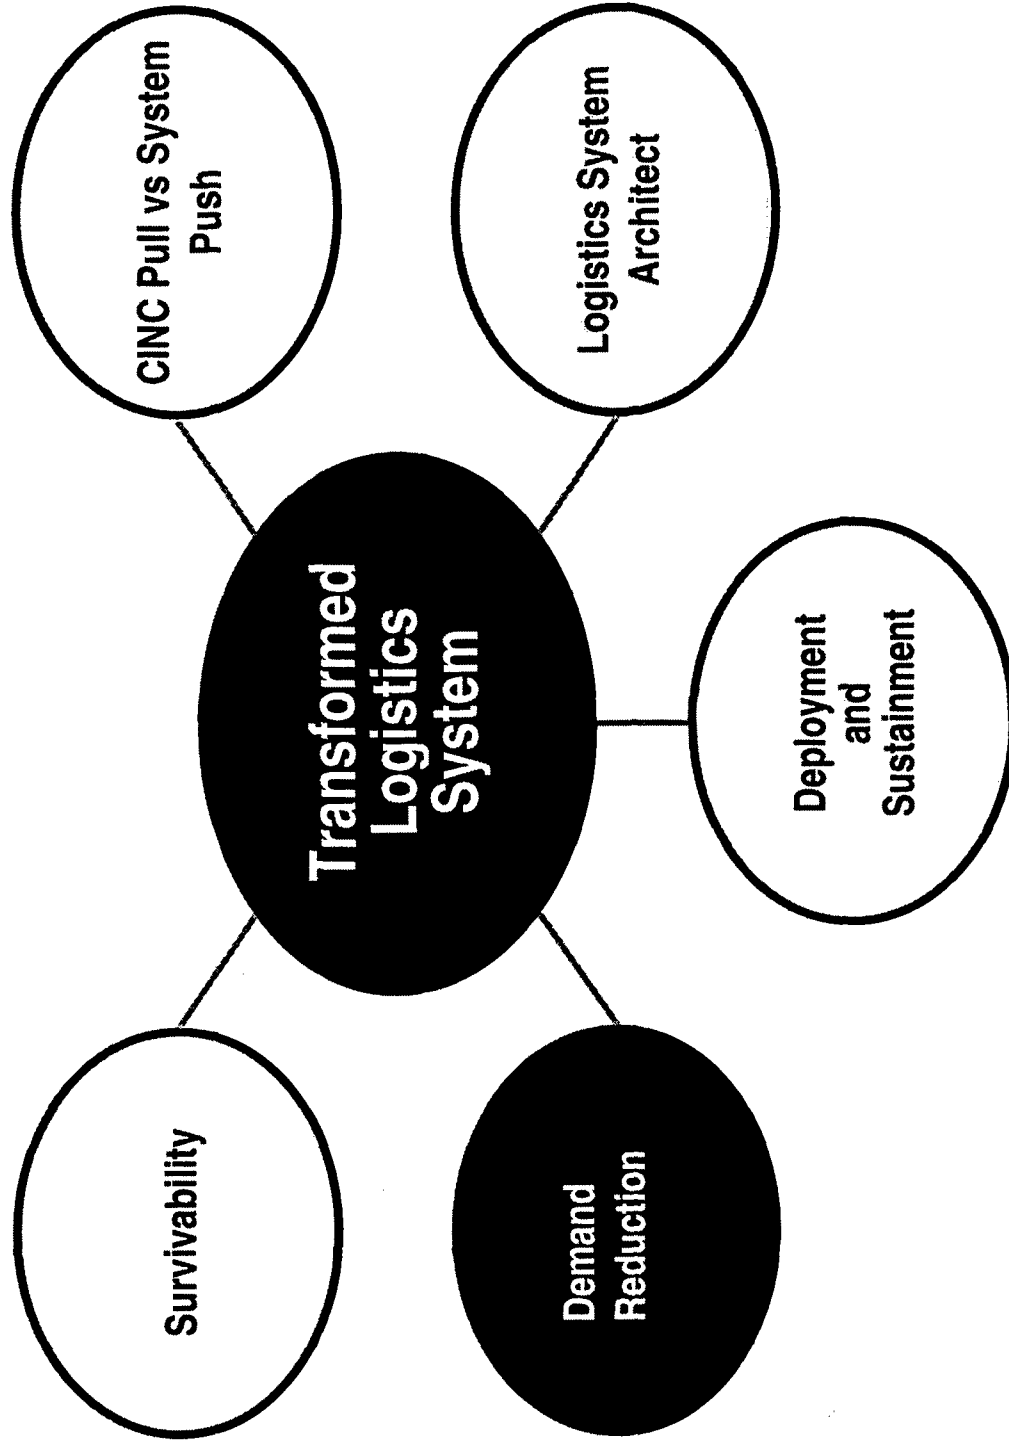 Survivability
CINC Pull vs System
Push
Transformed
Logistics
System
Demand
Reduction
Logistics System
Architect
Deployment
and
Sustainment